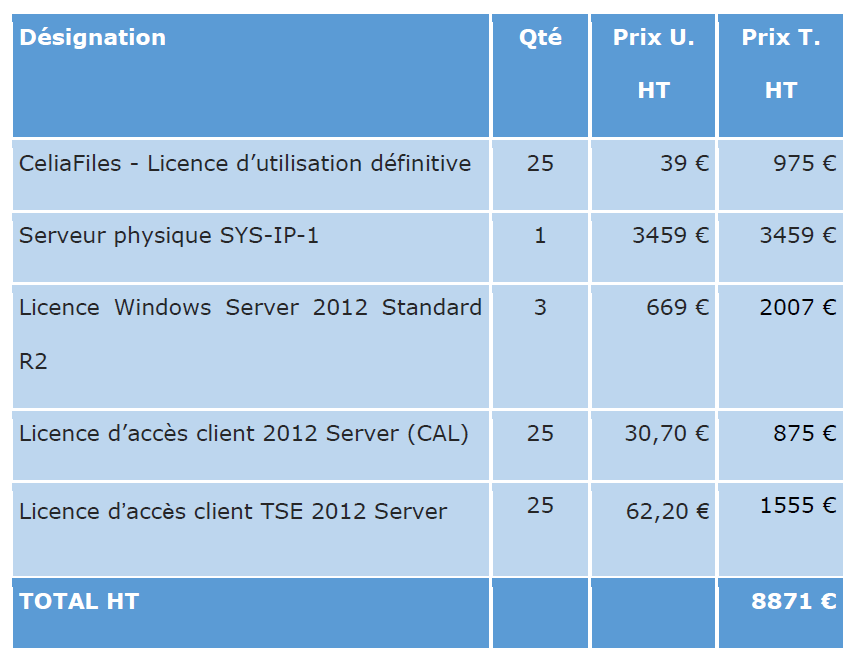 Désignation Qté Prix U. HT Prix T. HT
CeliaFiles - Licence d’utilisation définitive 25 39 € 975 €
Serveur physique SYS-IP-1 1 3459 € 3459 €
Licence Windows Server 2012 Standard 3 669 € 2007 €
R2
Licence d’accès client 2012 Server (CAL) 25 30,70 € 875 €
Licence d’accès client TSE 2012 Server 25 62,20 € 1555 €
TOTAL HT 8871 €